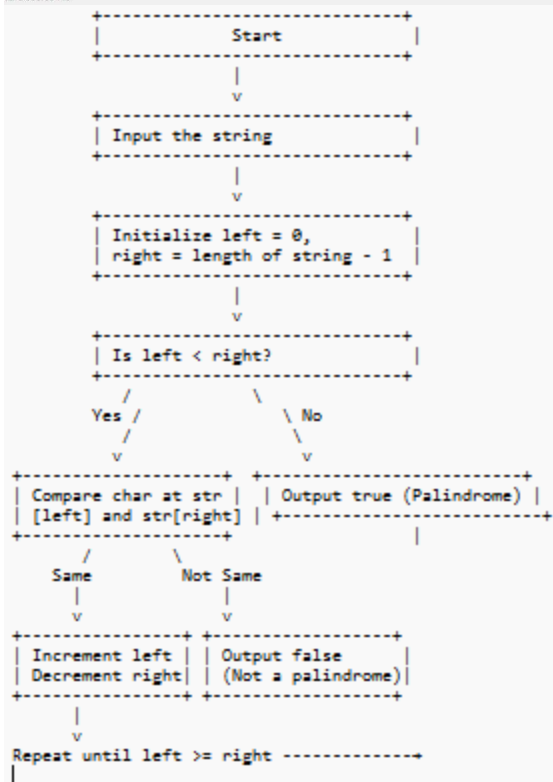 Start
Input the string
Initialize left = 0,
right = length of string - 1
Is left < right?
Yes
No
Compare char at str
[left] and str[right]
Output true (Palindrome)
Same
Not Same
Increment left
Decrement right
Output false
(Not a palindrome)
Repeat until left >= right